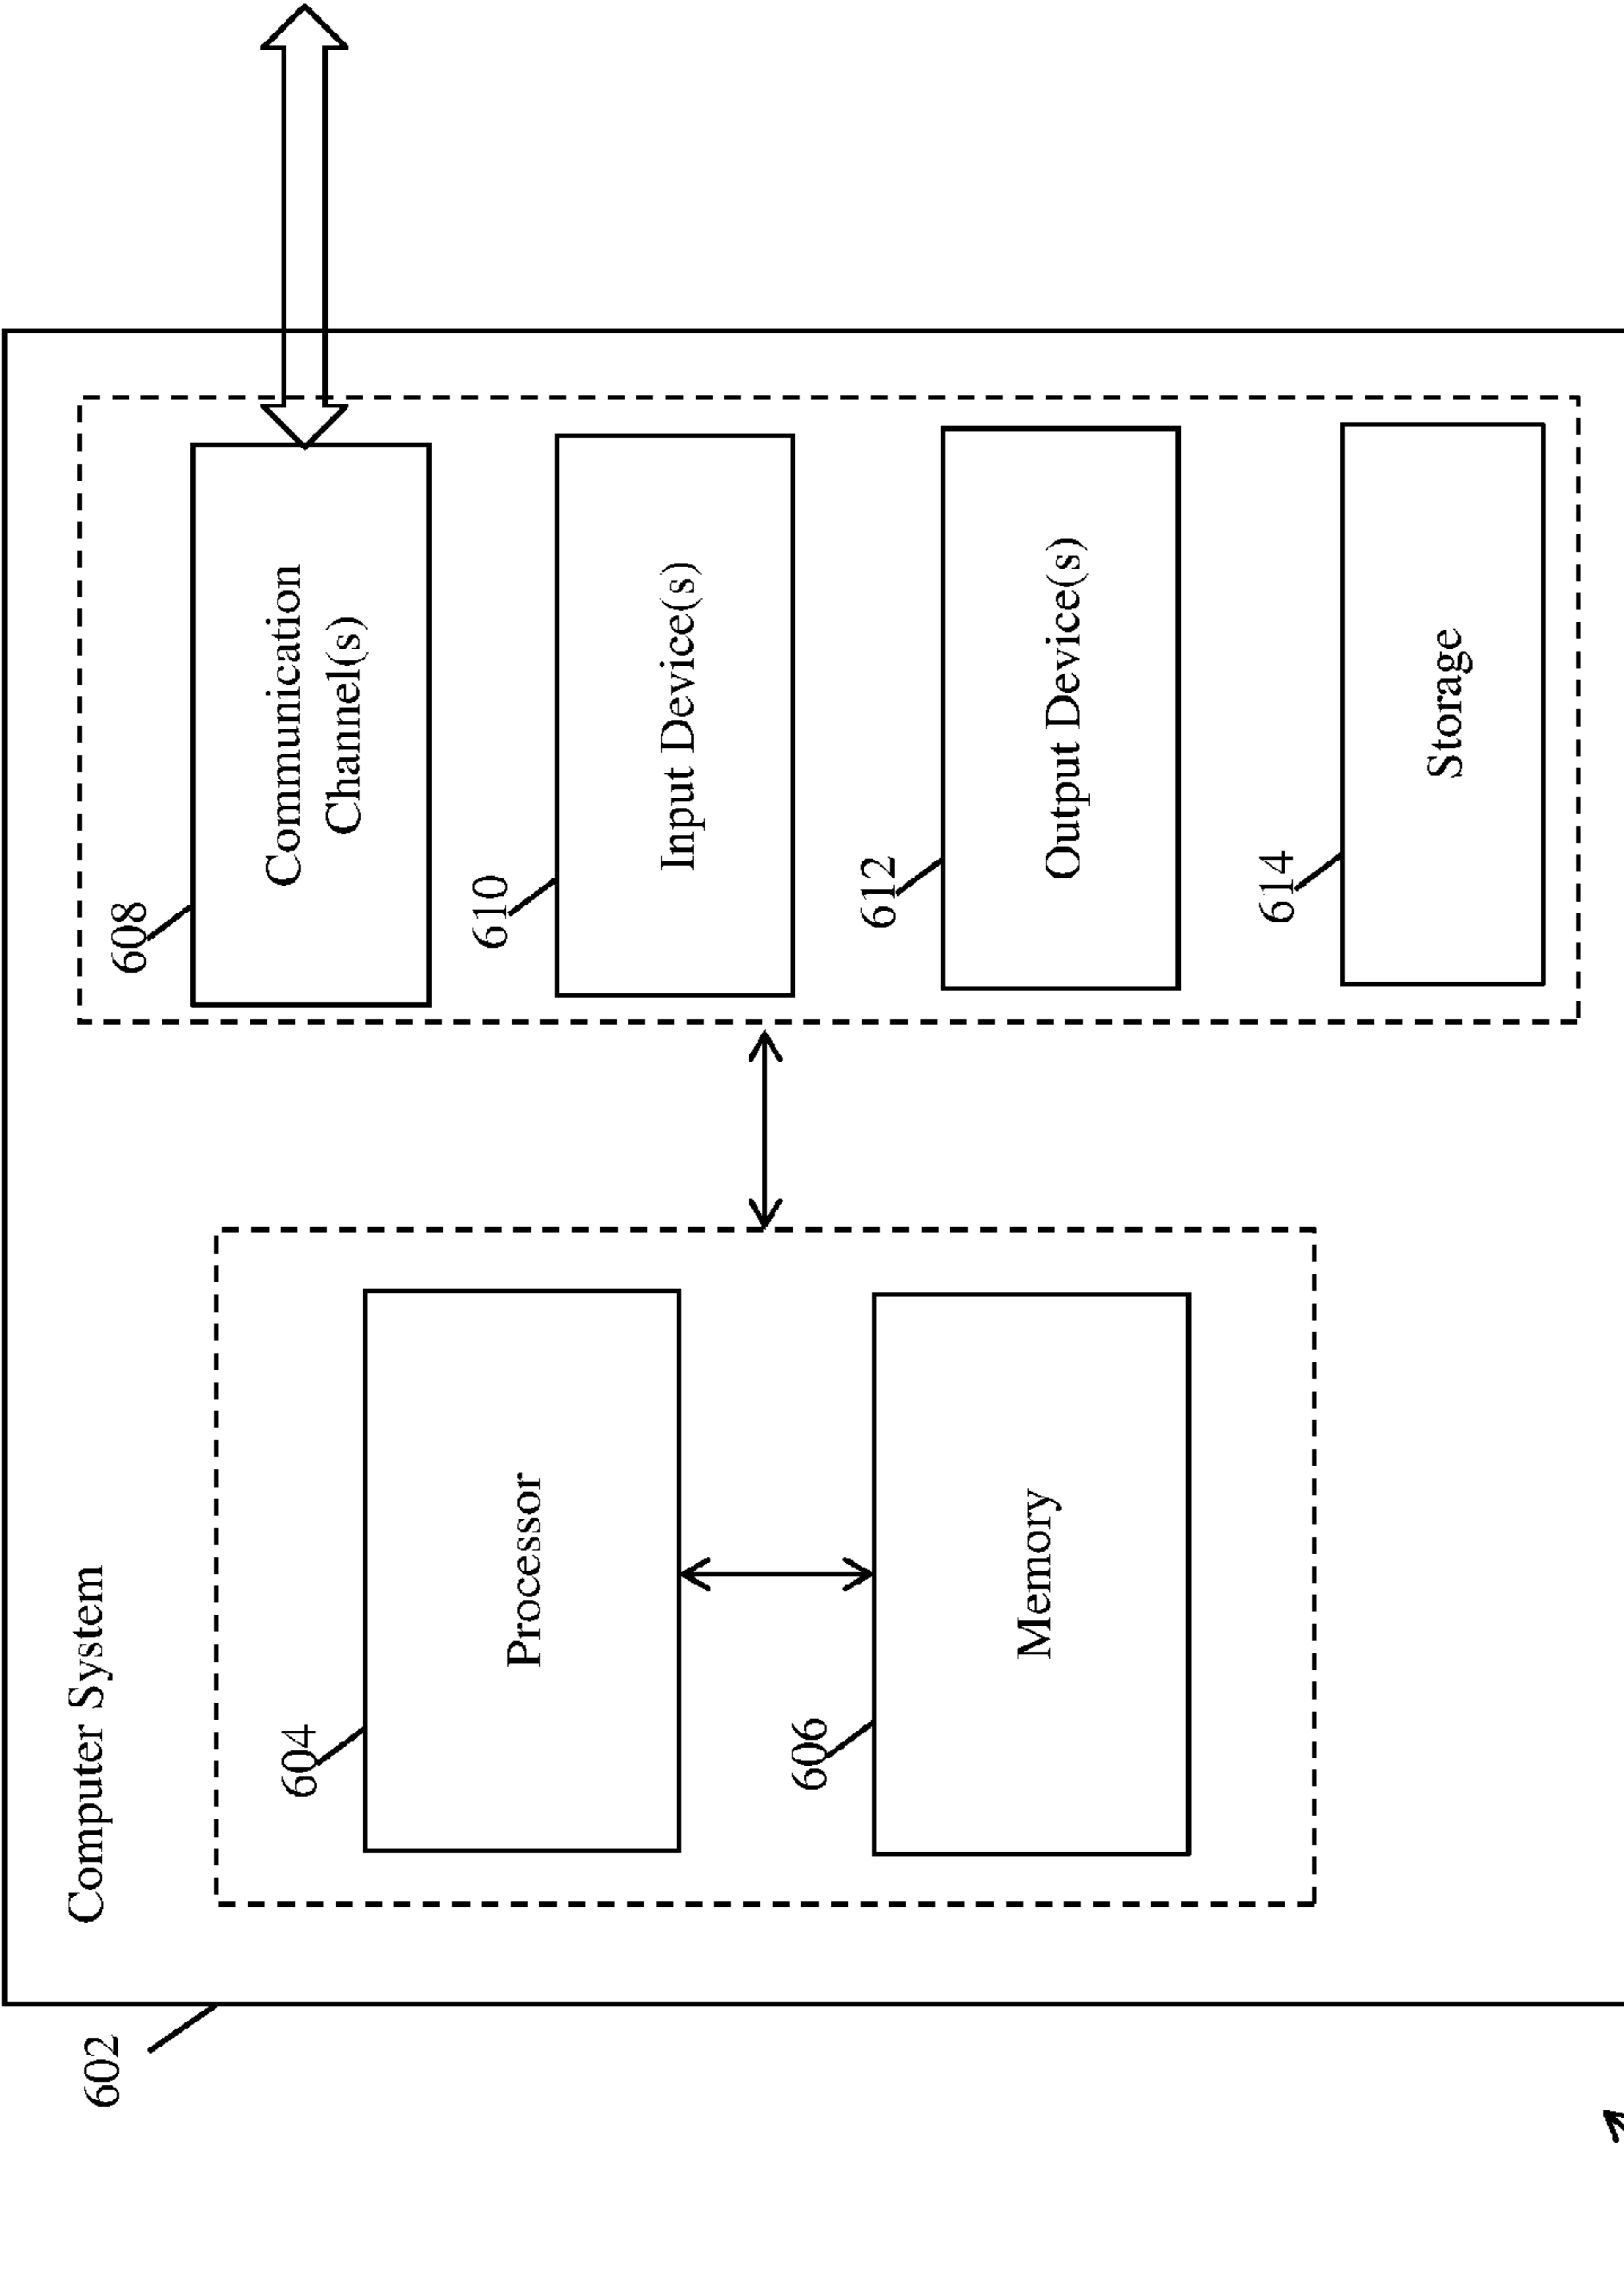 602
Computer System
604
Processor
606
Memory
608
Communication
Channel(s)
610
Input Device(s)
612
Output Device(s)
614
Storage